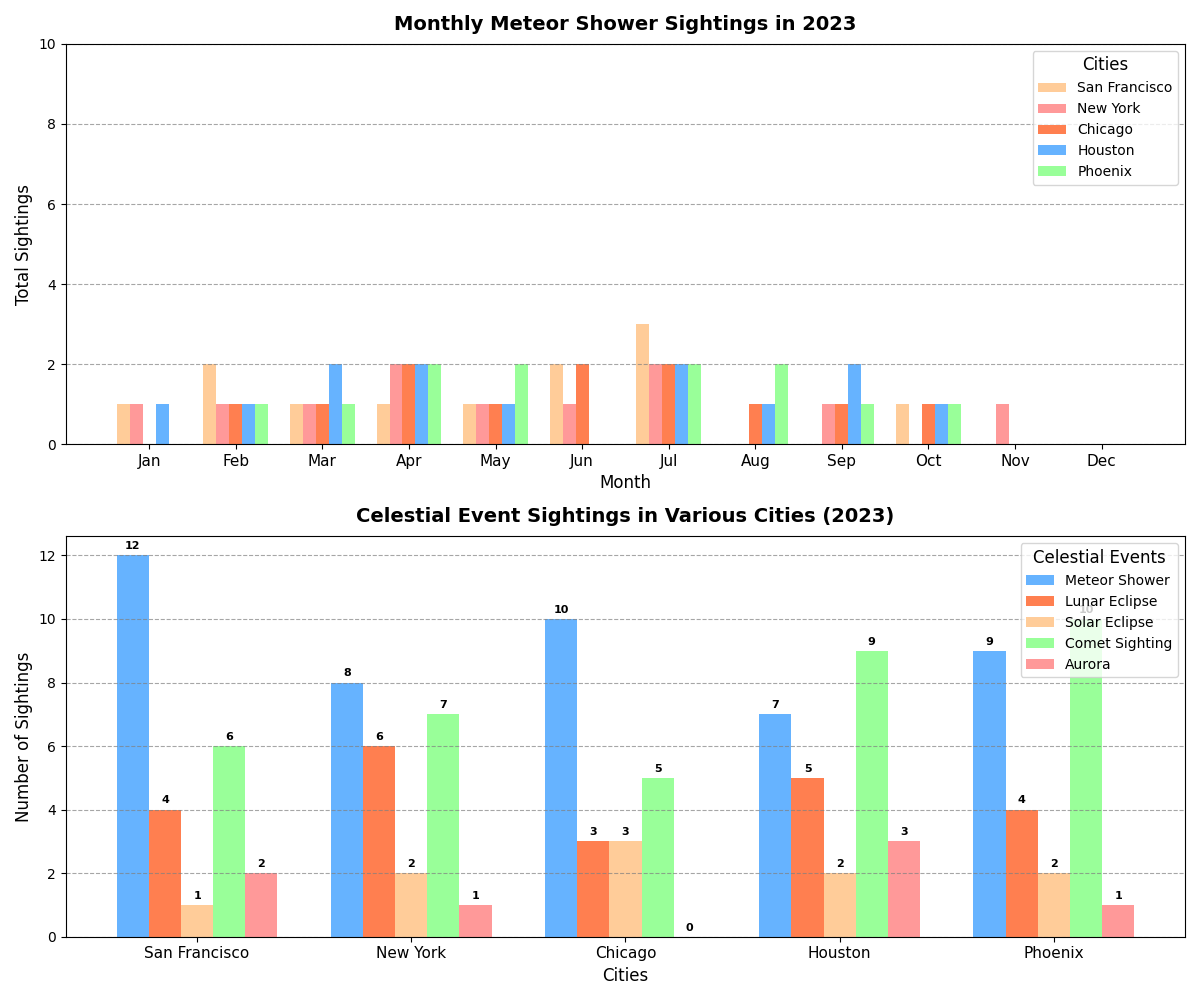 Monthly Meteor Shower Sightings in 2023
10
8
6
4
2
0
Total Sightings
Cities
San Francisco
New York
Chicago
Houston
Phoenix
Jan Feb Mar Apr May Jun Jul Aug Sep Oct Nov Dec
Month
Celestial Event Sightings in Various Cities (2023)
12
10
8
6
4
2
0
Number of Sightings
Celestial Events
Meteor Shower
Lunar Eclipse
Solar Eclipse
Comet Sighting
Aurora
12 4 1 6 2
8 6 2 7 1
10 3 3 5 0
7 5 2 9 3
9 4 2 10 1
San Francisco New York Chicago Houston Phoenix
Cities